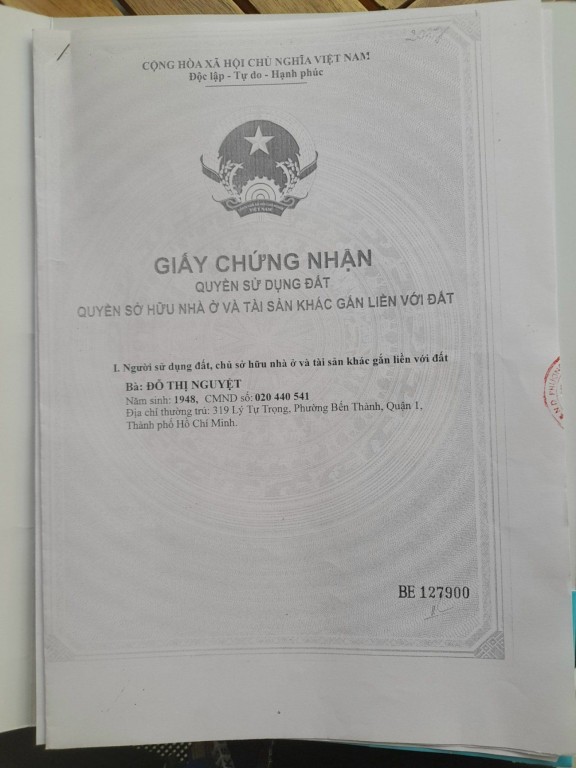 CỘNG HÒA XÃ HỘI CHỦ NGHĨA VIỆT NAM
Độc lập - Tự do - Hạnh phúc
GIẤY CHỨNG NHẬN
QUYỀN SỬ DỤNG ĐẤT
QUYỀN SỞ HỮU NHÀ Ở VÀ TÀI SẢN KHÁC GẮN LIỀN VỚI ĐẤT
I. Người sử dụng đất, chủ sở hữu nhà ở và tài sản khác gắn liền với đất
Bà: ĐỖ THỊ NGUYỆT
Năm sinh: 1948, CMND số: 020 440 541
Địa chỉ thường trú: 319 Lý Tự Trọng, Phường Bến Thành, Quận 1,
Thành phố Hồ Chí Minh.
BE 127900